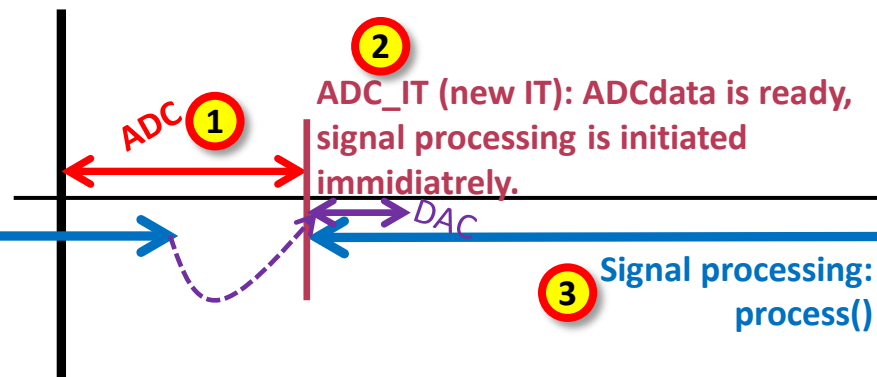 2
ADC_IT (new IT): ADCdata is ready,
signal processing is initiated
immidiatrely.
ADC
1
DAC
3
Signal processing:
process()